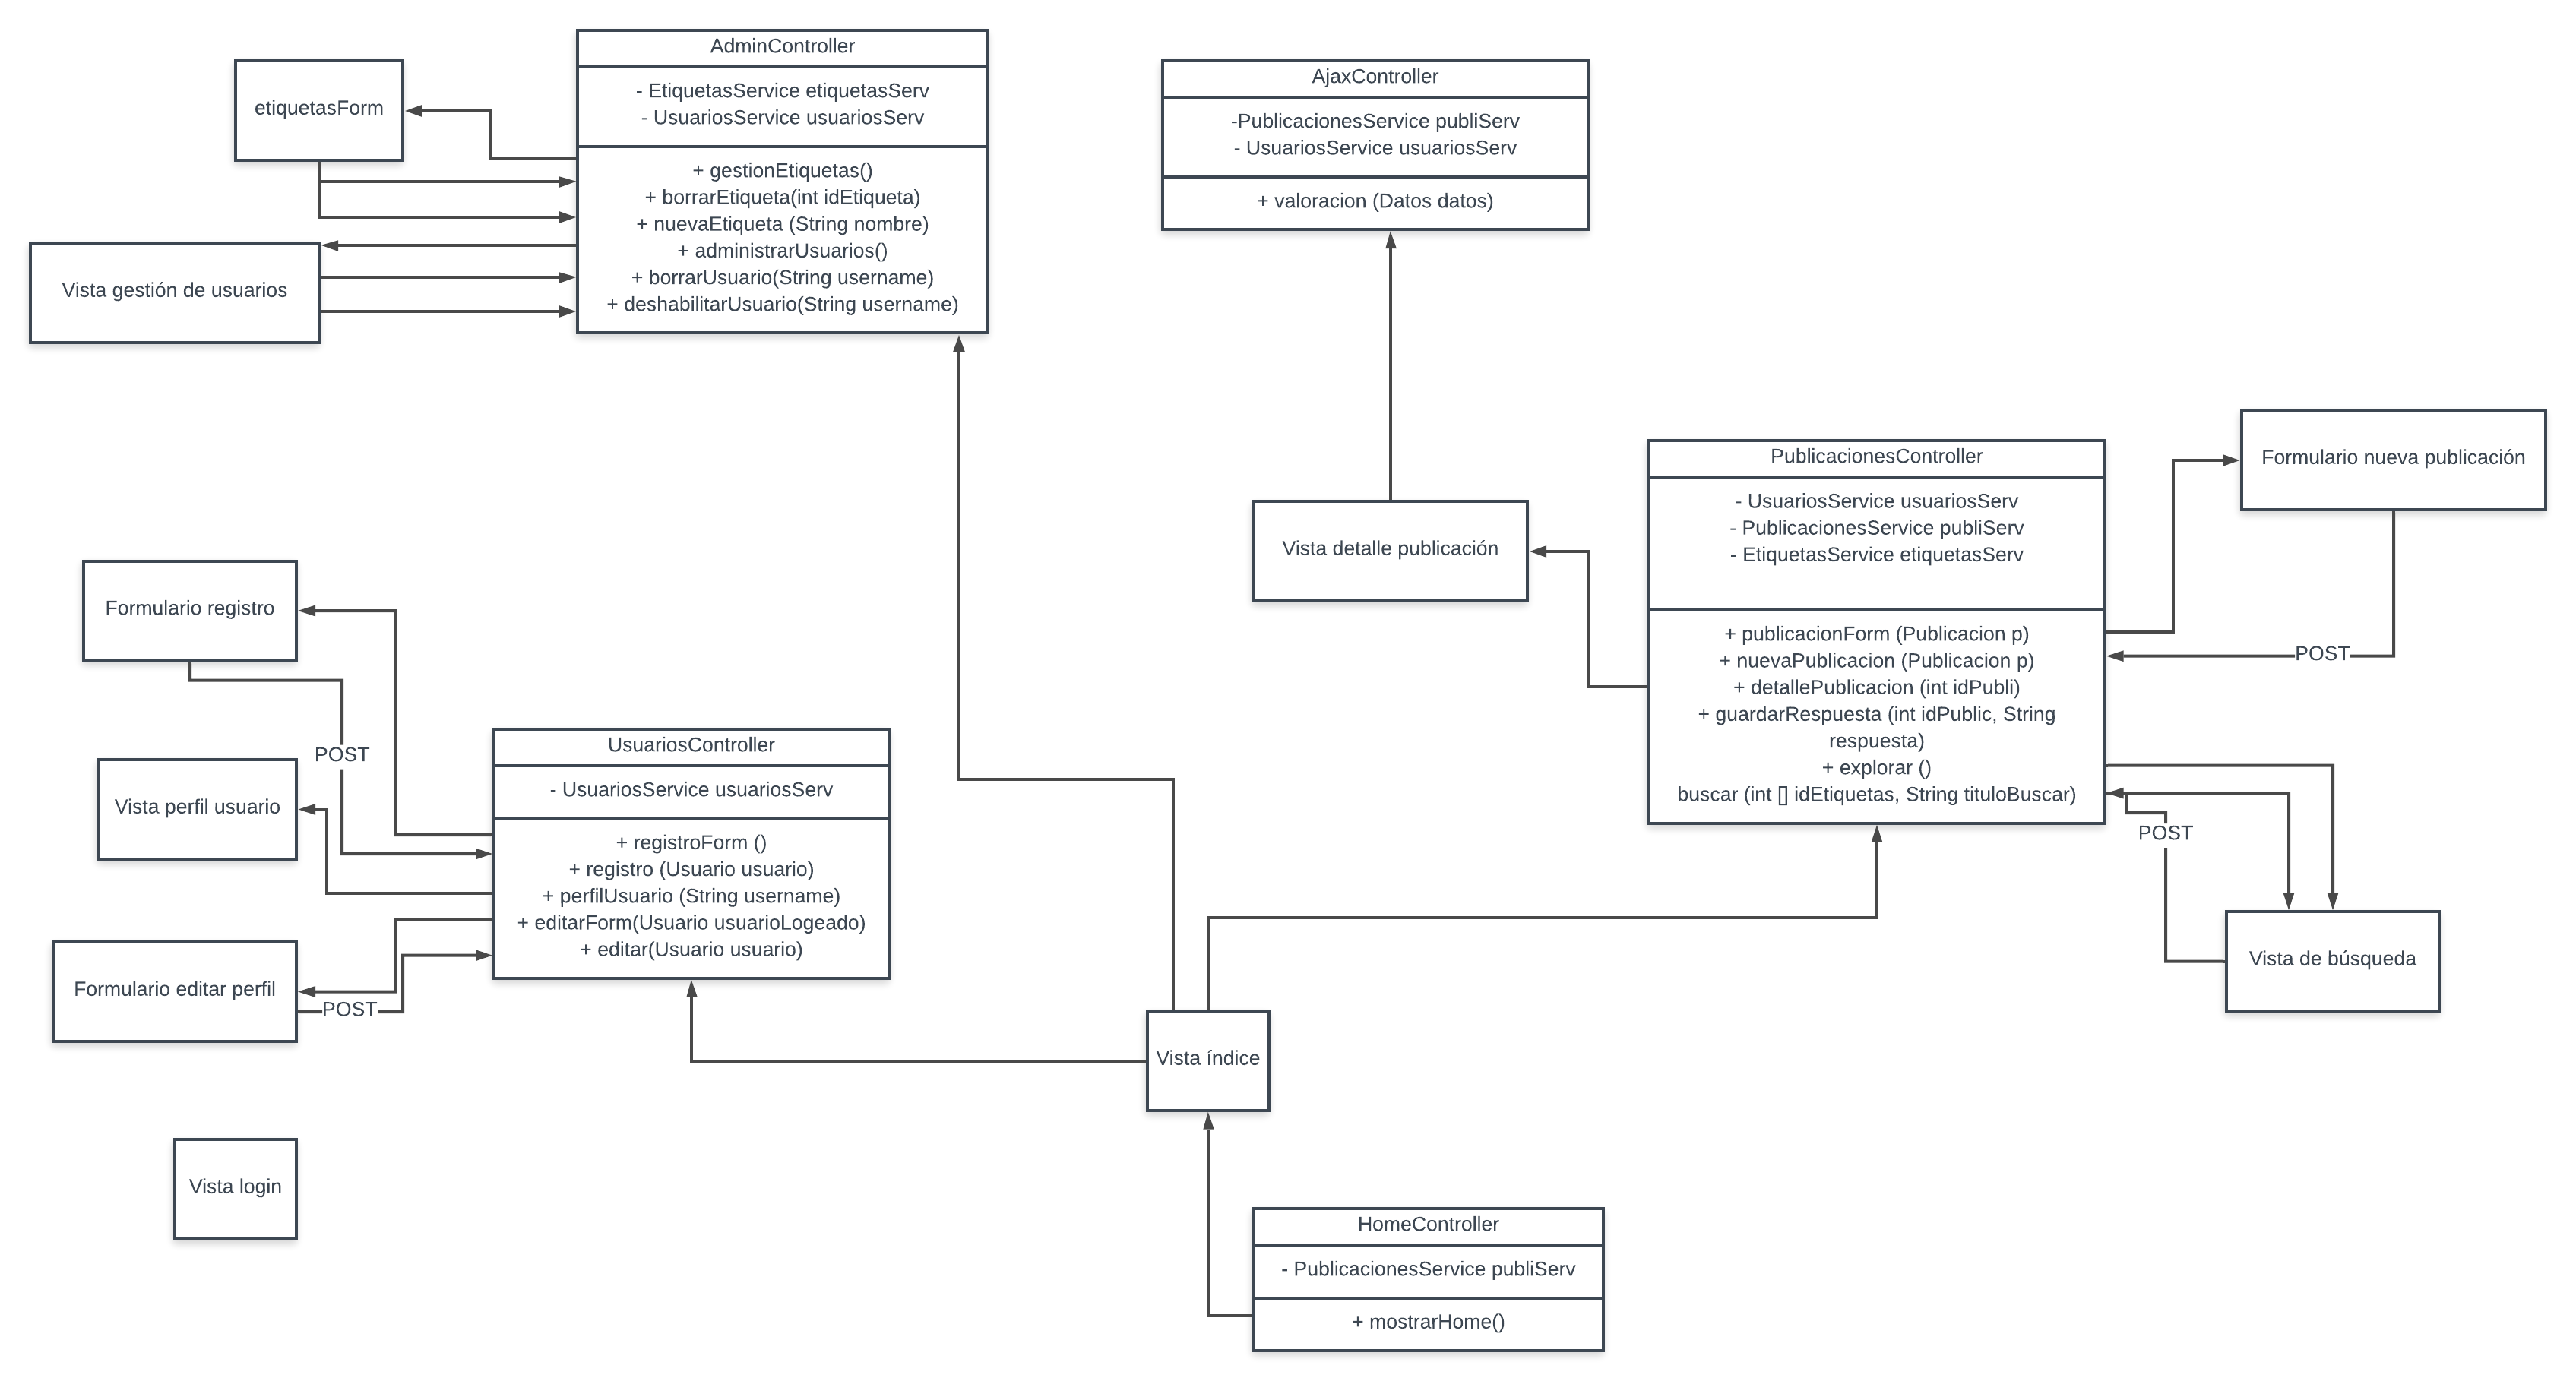 AdminController
- EtiquetasService etiquetasServ
- UsuariosService usuariosServ
+ gestionEtiquetas()
+ borrarEtiqueta(int idEtiqueta)
+ nuevaEtiqueta (String nombre)
+ administrarUsuarios()
+ borrarUsuario(String username)
+ deshabilitarUsuario(String username)
etiquetasForm
Vista gestión de usuarios
AjaxController
-PublicacionesService publiServ
- UsuariosService usuariosServ
+ valoracion (Datos datos)
Vista detalle publicación
PublicacionesController
- UsuariosService usuariosServ
- PublicacionesService publiServ
- EtiquetasService etiquetasServ
+ publicacionForm (Publicacion p)
+ nuevaPublicacion (Publicacion p)
+ detallePublicacion (int idPubli)
+ guardarRespuesta (int idPublic, String
respuesta)
+ explorar ()
buscar (int [] idEtiquetas, String tituloBuscar)
Formulario nueva publicación
POST
POST
Vista de búsqueda
Formulario registro
POST
Vista perfil usuario
UsuariosController
- UsuariosService usuariosServ
+ registroForm ()
+ registro (Usuario usuario)
+ perfilUsuario (String username)
+ editarForm(Usuario usuarioLogeado)
+ editar(Usuario usuario)
Formulario editar perfil
POST
Vista índice
Vista login
HomeController
- PublicacionesService publiServ
+ mostrarHome()